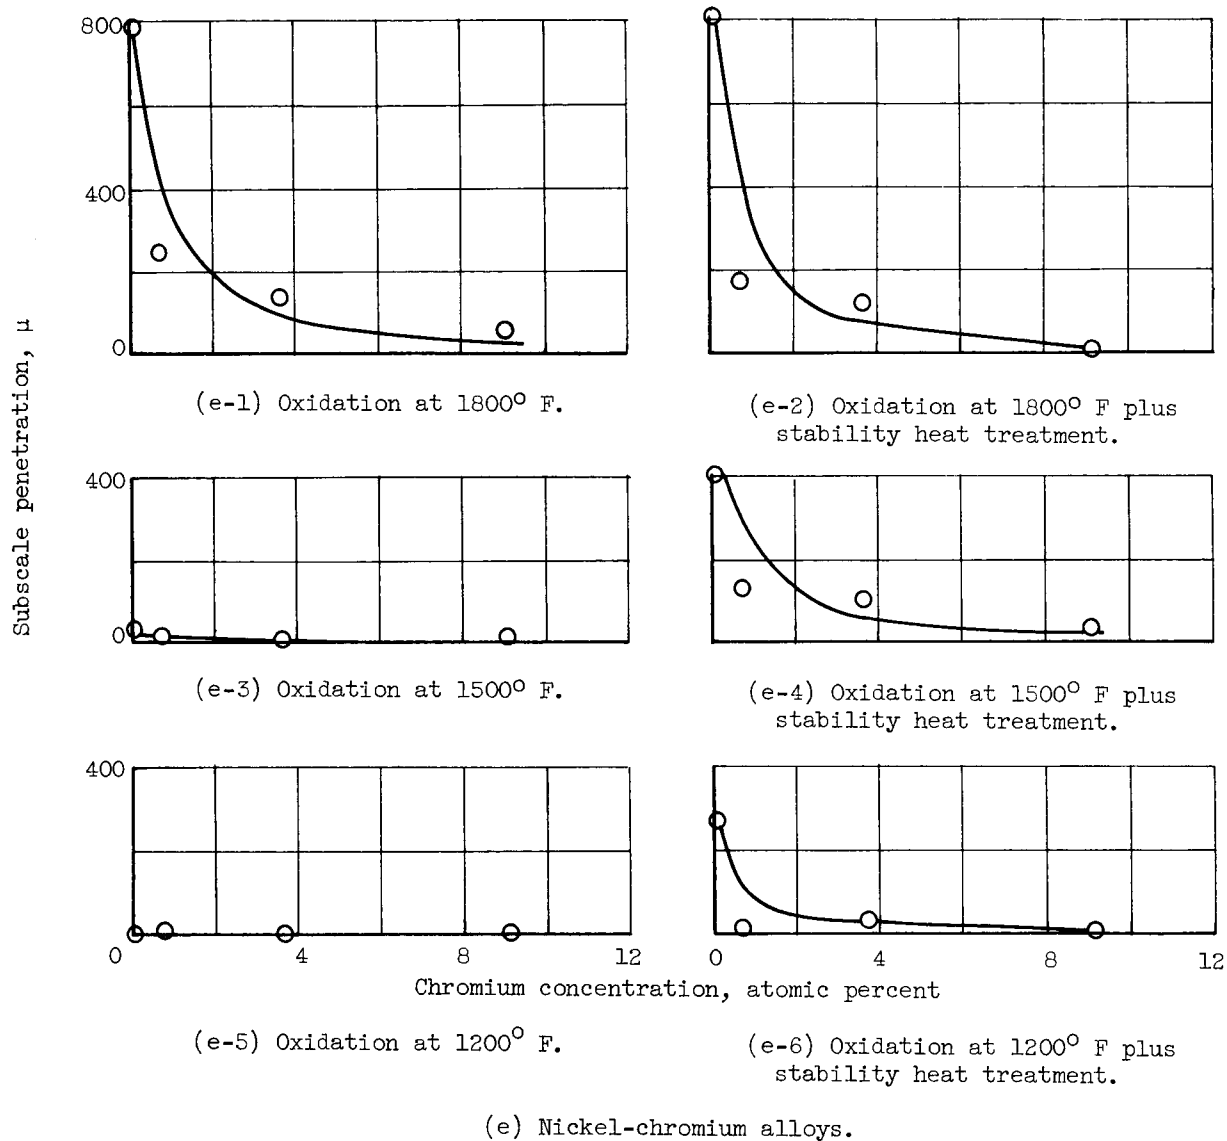 800
400
0
(e-1) Oxidation at 1800° F.
(e-2) Oxidation at 1800° F plus
stability heat treatment.
Subscale penetration, μ
400
0
(e-3) Oxidation at 1500° F.
(e-4) Oxidation at 1500° F plus
stability heat treatment.
400
0 4 8 12
0 4 8 12
Chromium concentration, atomic percent
(e-5) Oxidation at 1200° F.
(e-6) Oxidation at 1200° F plus
stability heat treatment.
(e) Nickel-chromium alloys.